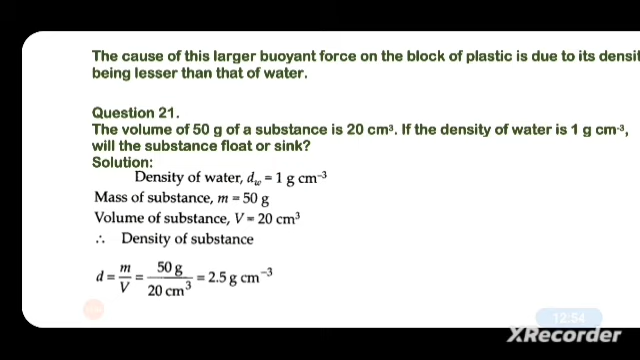 The cause of this larger buoyant force on the block of plastic is due to its densit
being lesser than that of water.
Question 21.
The volume of 50 g of a substance is 20 cm³. If the density of water is 1 g cm⁻³,
will the substance float or sink?
Solution:
Density of water, d_w = 1 g cm⁻³
Mass of substance, m = 50 g
Volume of substance, V = 20 cm³
∴ Density of substance
d = m/V = 50 g / 20 cm³ = 2.5 g cm⁻³
12:54
XRecorder